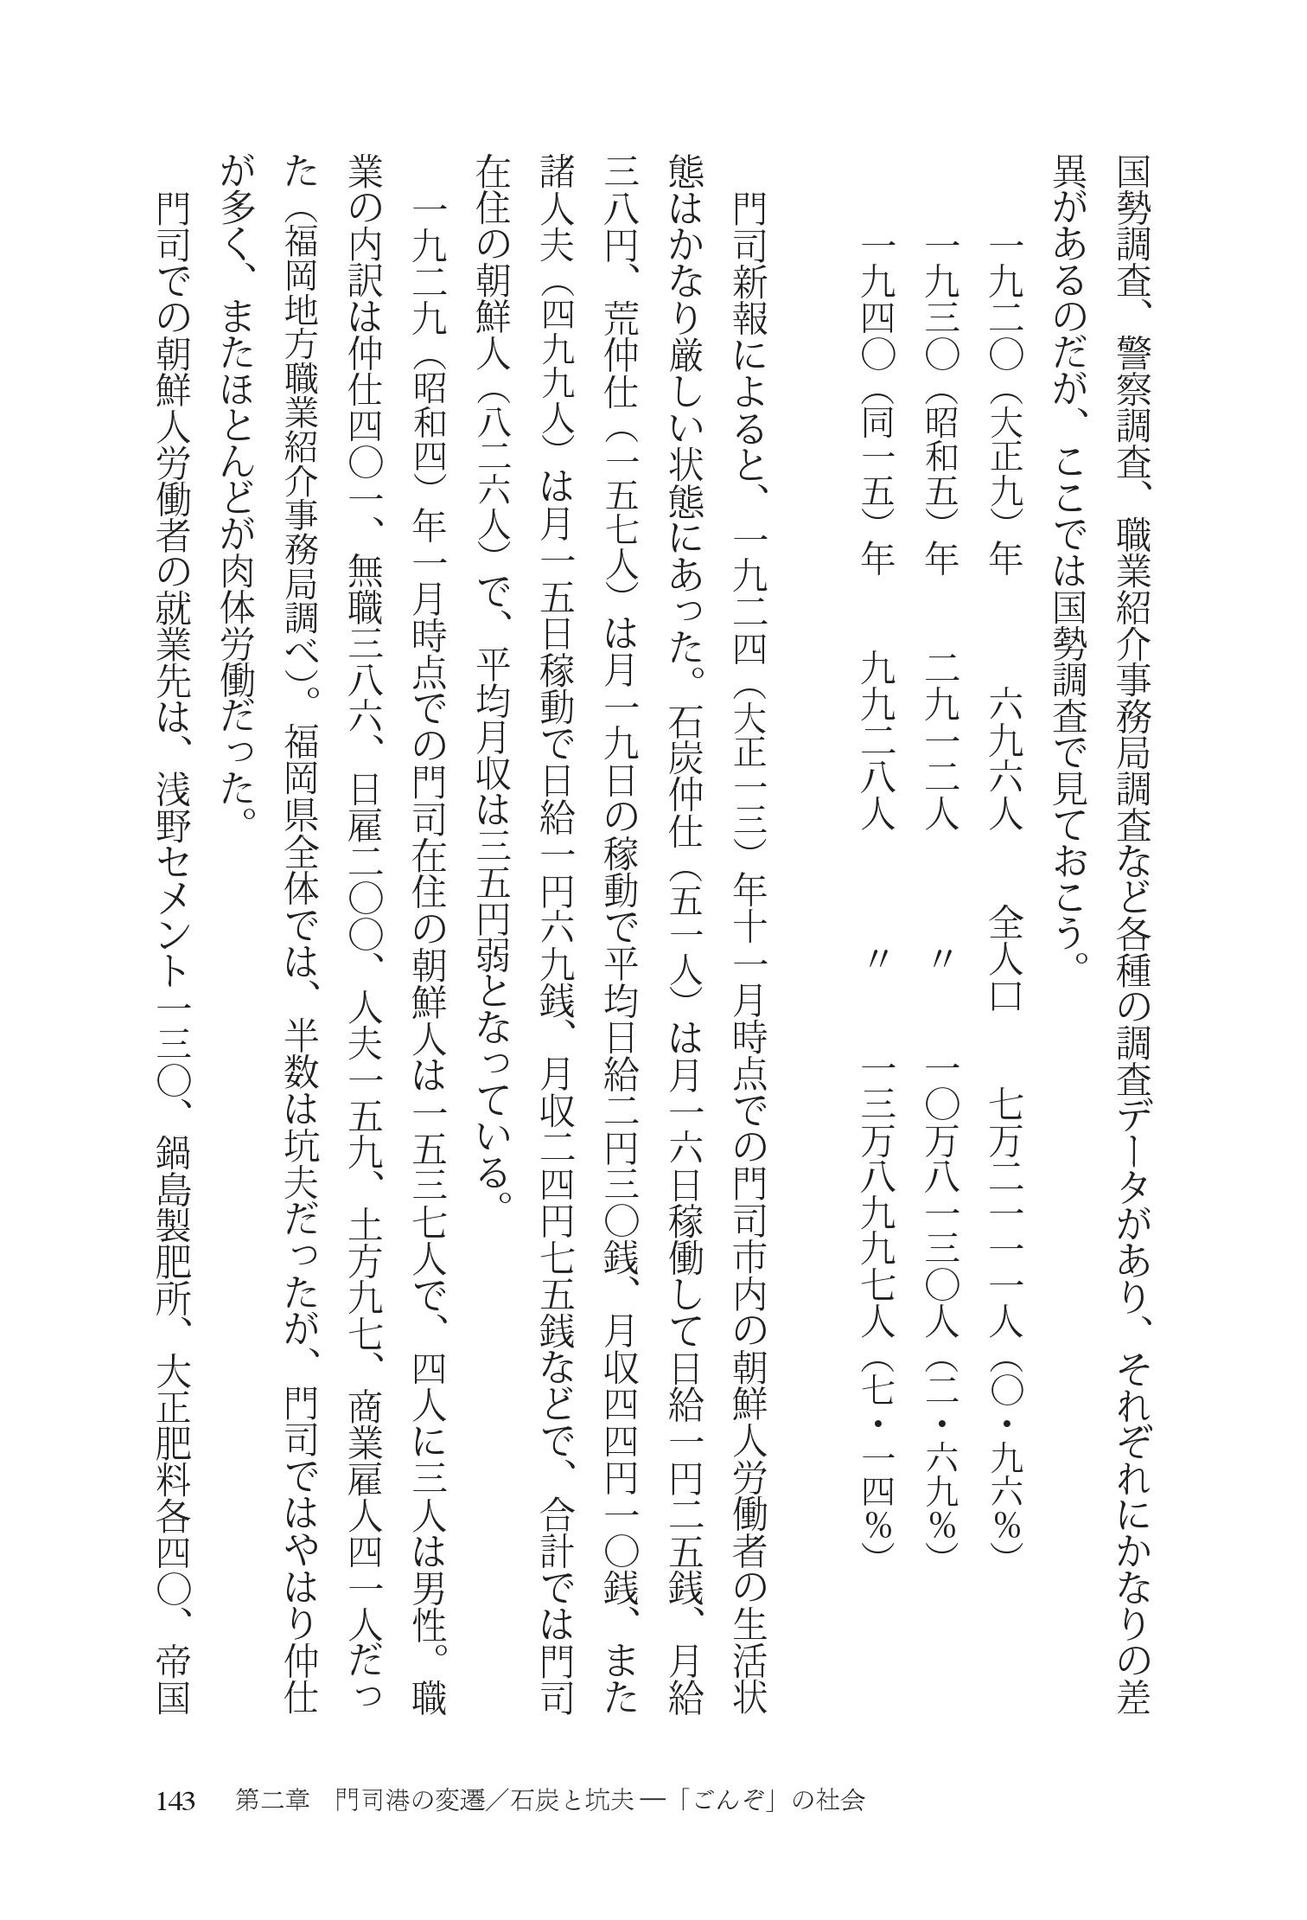 国勢調査、警察調査、職業紹介事務局調査など各種の調査データがあり、それぞれにかなりの差
異があるのだが、ここでは国勢調査で見ておこう。
一九二〇（大正九）年　六九六人　全人口　七万二一一一人（〇・九六％）
一九三〇（昭和五）年　二九一二人　〃　一〇万八一三〇人（二・六九％）
一九四〇（同一五）年　九九二八人　〃　一三万八九九七人（七・一四％）
門司新報によると、一九二四（大正一三）年十一月時点での門司市内の朝鮮人労働者の生活状
態はかなり厳しい状態にあった。石炭仲仕（五一人）は月一六日稼働して日給一円二五銭、月給
三八円、荒仲仕（一五七人）は月一九日の稼動で平均日給二円三〇銭、月収四四円一〇銭、また
諸人夫（四九九人）は月一五日稼動で日給一円六九銭、月収二四円七五銭などで、合計では門司
在住の朝鮮人（八二六人）で、平均月収は三五円弱となっている。
一九二九（昭和四）年一月時点での門司在住の朝鮮人は一五三七人で、四人に三人は男性。職
業の内訳は仲仕四〇一、無職三八六、日雇二〇〇、人夫一五九、土方九七、商業雇人四一人だっ
た（福岡地方職業紹介事務局調べ）。福岡県全体では、半数は坑夫だったが、門司ではやはり仲仕
が多く、またほとんどが肉体労働だった。
門司での朝鮮人労働者の就業先は、浅野セメント一三〇、鍋島製肥所、大正肥料各四〇、帝国
143　第二章　門司港の変遷／石炭と坑夫―「ごんぞ」の社会